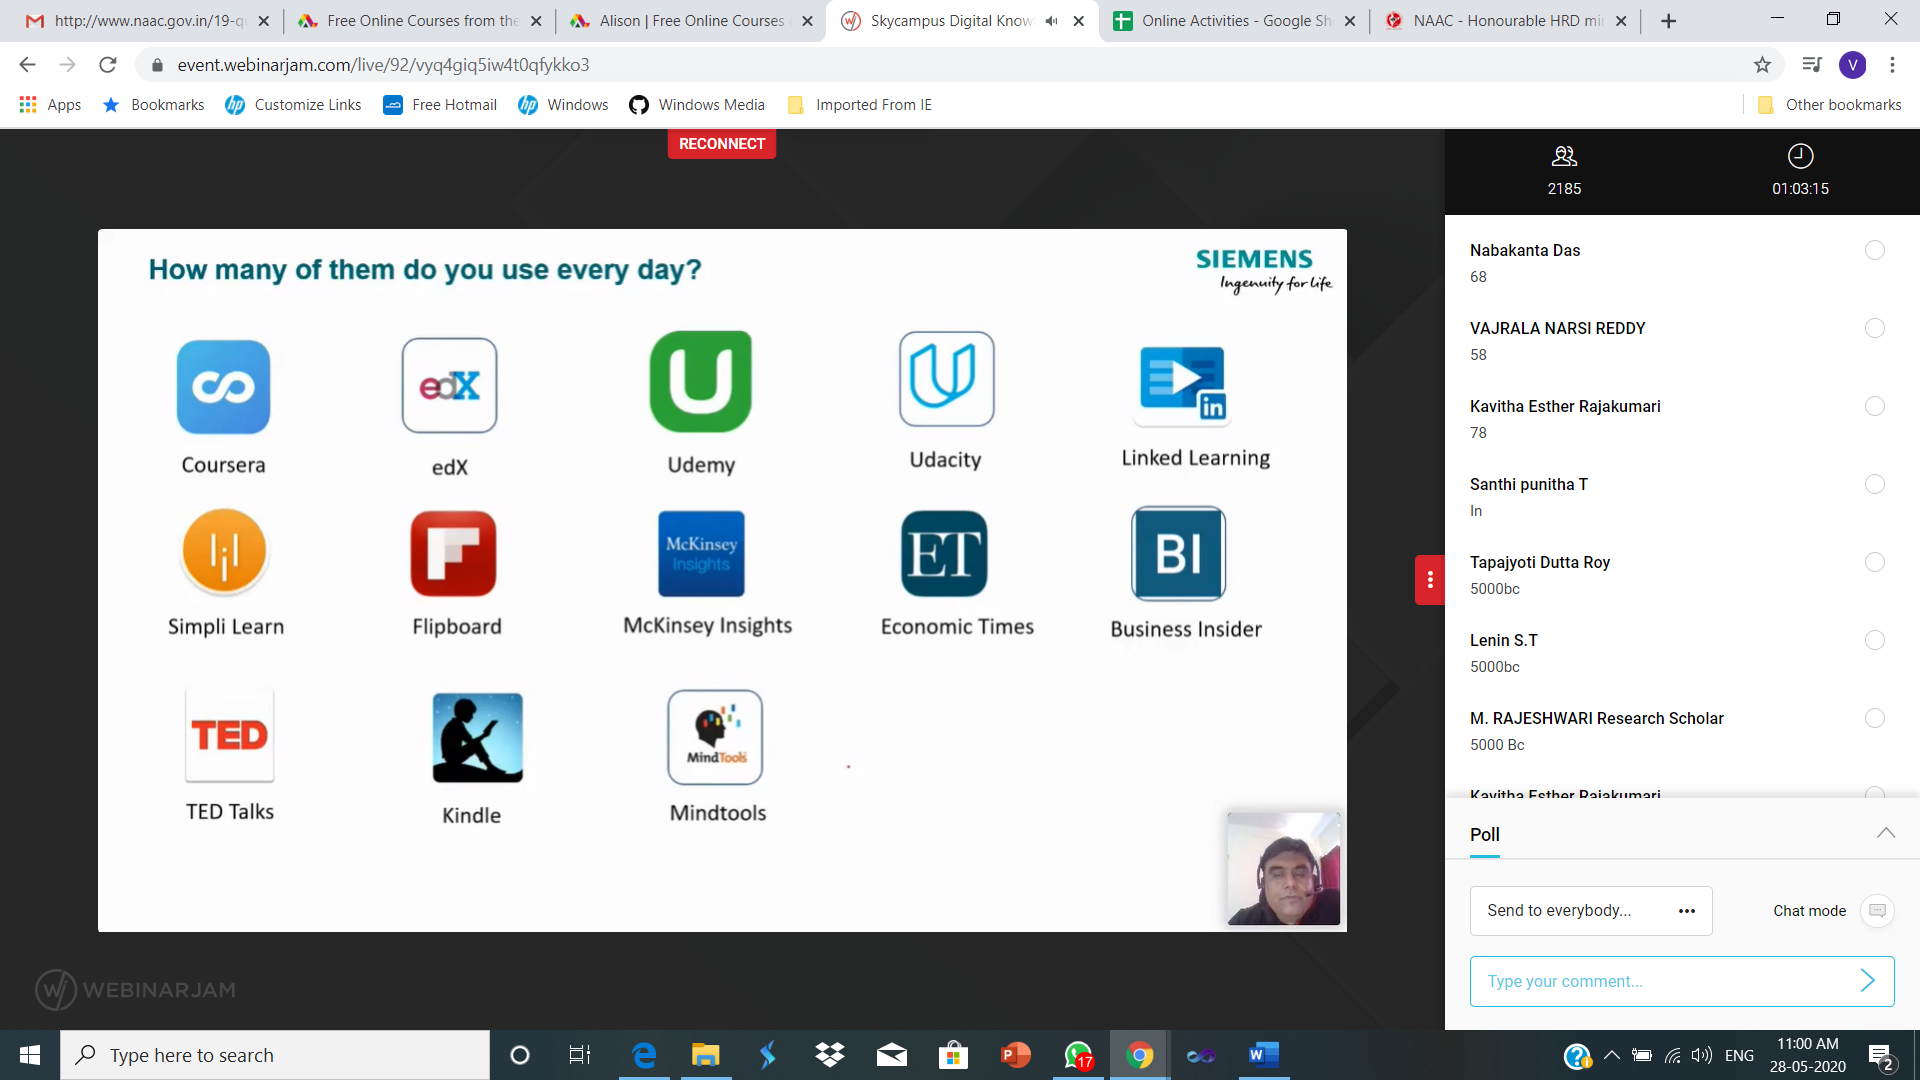 http://www.naac.gov.in/19-q
Free Online Courses from the
Alison | Free Online Courses
Skycampus Digital Know
Online Activities - Google Sh
NAAC - Honourable HRD mi
event.webinarjam.com/live/92/vyq4giq5iw4t0qfykko3
V
Apps
Bookmarks
Customize Links
Free Hotmail
Windows
Windows Media
Imported From IE
Other bookmarks
RECONNECT
2185
01:03:15
How many of them do you use every day?
SIEMENS
Ingenuity for life
edX
in
Coursera
edX
Udemy
Udacity
Linked Learning
McKinsey
Insights
ET
BI
Simpli Learn
Flipboard
McKinsey Insights
Economic Times
Business Insider
TED
MindTools
TED Talks
Kindle
Mindtools
WEBINARJAM
Nabakanta Das
68
VAJRALA NARSI REDDY
58
Kavitha Esther Rajakumari
78
Santhi punitha T
In
Tapajyoti Dutta Roy
5000bc
Lenin S.T
5000bc
M. RAJESHWARI Research Scholar
5000 Bc
Kavitha Esther Rajakumari
Poll
Send to everybody...
Chat mode
Type your comment...
Type here to search
17
ENG
11:00 AM
28-05-2020
2